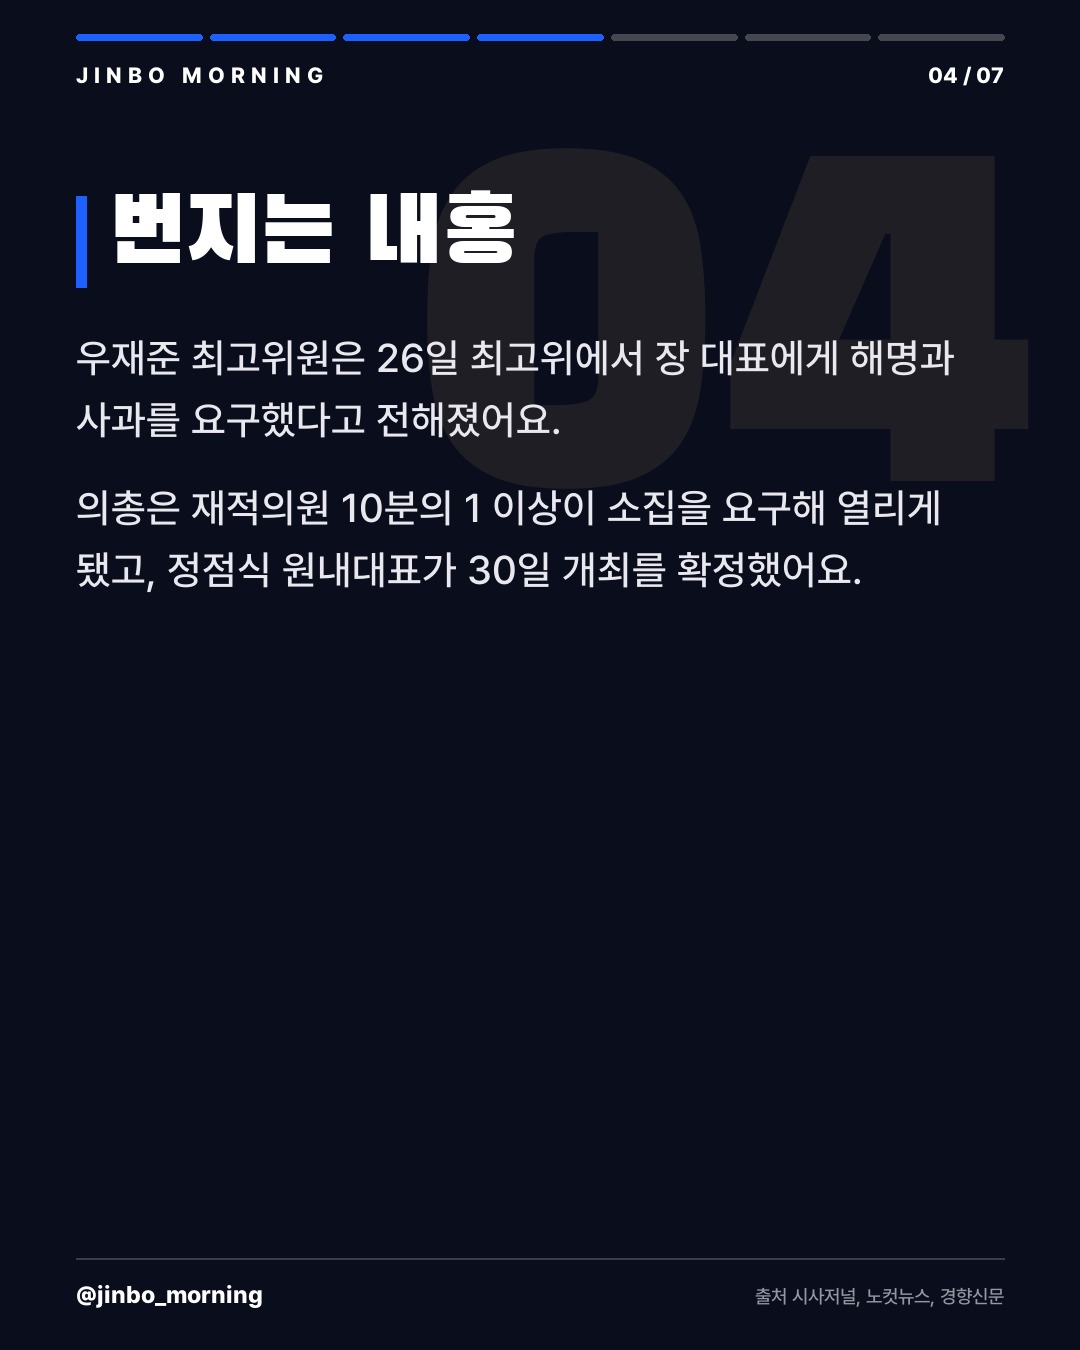 JINBO MORNING
04 / 07
04
번지는 내홍
우재준 최고위원은 26일 최고위에서 장 대표에게 해명과
사과를 요구했다고 전해졌어요.
의총은 재적의원 10분의 1 이상이 소집을 요구해 열리게
됐고, 정점식 원내대표가 30일 개최를 확정했어요.
@jinbo_morning
출처 시사저널, 노컷뉴스, 경향신문